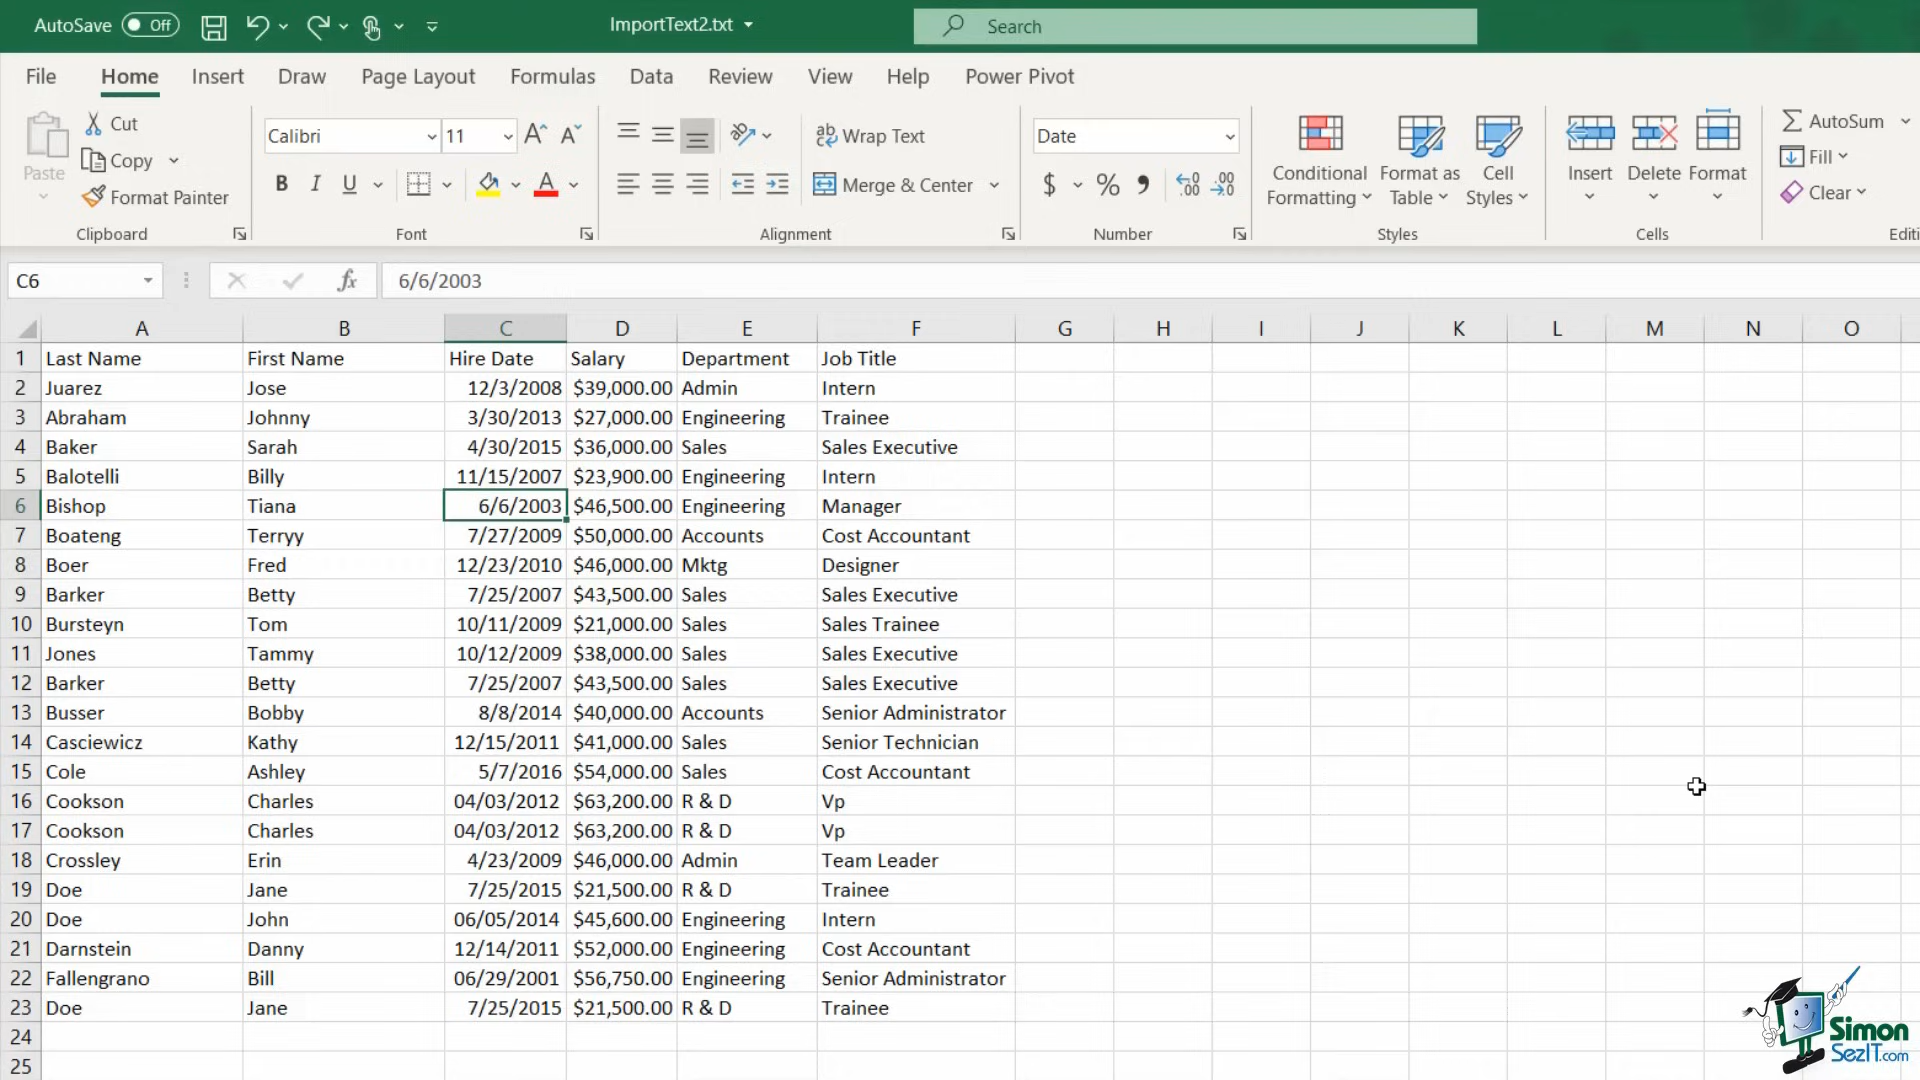 AutoSave Off ImportText2.txt Search
File Home Insert Draw Page Layout Formulas Data Review View Help Power Pivot
Paste Cut Copy Format Painter
Clipboard
Calibri 11
B I U
Font
ab Wrap Text
Merge & Center
Alignment
Date
$ % ,
Number
Conditional Formatting
Format as Table
Cell Styles
Styles
Insert Delete Format
Cells
AutoSum
Fill
Clear
Editi
C6 fx 6/6/2003
A B C D E F G H I J K L M N O
1 Last Name First Name Hire Date Salary Department Job Title
2 Juarez Jose 12/3/2008 $39,000.00 Admin Intern
3 Abraham Johnny 3/30/2013 $27,000.00 Engineering Trainee
4 Baker Sarah 4/30/2015 $36,000.00 Sales Sales Executive
5 Balotelli Billy 11/15/2007 $23,900.00 Engineering Intern
6 Bishop Tiana 6/6/2003 $46,500.00 Engineering Manager
7 Boateng Terryy 7/27/2009 $50,000.00 Accounts Cost Accountant
8 Boer Fred 12/23/2010 $46,000.00 Mktg Designer
9 Barker Betty 7/25/2007 $43,500.00 Sales Sales Executive
10 Bursteyn Tom 10/11/2009 $21,000.00 Sales Sales Trainee
11 Jones Tammy 10/12/2009 $38,000.00 Sales Sales Executive
12 Barker Betty 7/25/2007 $43,500.00 Sales Sales Executive
13 Busser Bobby 8/8/2014 $40,000.00 Accounts Senior Administrator
14 Casciewicz Kathy 12/15/2011 $41,000.00 Sales Senior Technician
15 Cole Ashley 5/7/2016 $54,000.00 Sales Cost Accountant
16 Cookson Charles 04/03/2012 $63,200.00 R & D Vp
17 Cookson Charles 04/03/2012 $63,200.00 R & D Vp
18 Crossley Erin 4/23/2009 $46,000.00 Admin Team Leader
19 Doe Jane 7/25/2015 $21,500.00 R & D Trainee
20 Doe John 06/05/2014 $45,600.00 Engineering Intern
21 Darnstein Danny 12/14/2011 $52,000.00 Engineering Cost Accountant
22 Fallengrano Bill 06/29/2001 $56,750.00 Engineering Senior Administrator
23 Doe Jane 7/25/2015 $21,500.00 R & D Trainee
24
25
Simon
SezIT.com